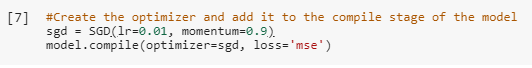 [7] #Create the optimizer and add it to the compile stage of the model
sgd = SGD(lr=0.01, momentum=0.9)
model.compile(optimizer=sgd, loss='mse')